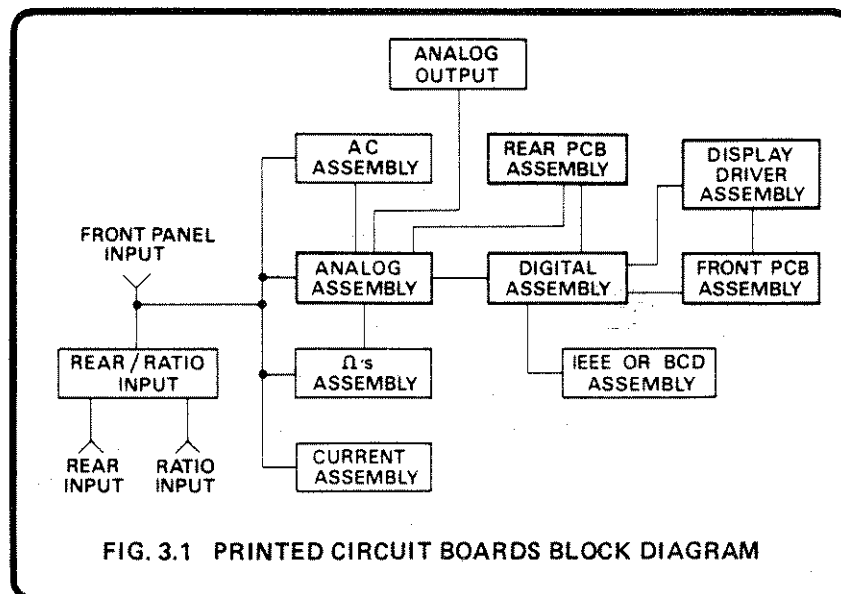 ANALOG
OUTPUT
AC
ASSEMBLY
REAR PCB
ASSEMBLY
DISPLAY
DRIVER
ASSEMBLY
FRONT PANEL
INPUT
ANALOG
ASSEMBLY
DIGITAL
ASSEMBLY
FRONT PCB
ASSEMBLY
REAR / RATIO
INPUT
Ω's
ASSEMBLY
IEEE OR BCD
ASSEMBLY
REAR
INPUT
RATIO
INPUT
CURRENT
ASSEMBLY
FIG. 3.1 PRINTED CIRCUIT BOARDS BLOCK DIAGRAM